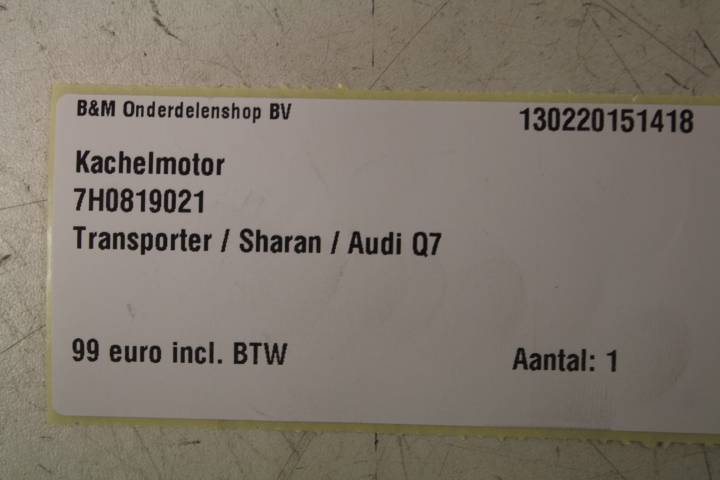 B&M Onderdelenshop BV
130220151418
Kachelmotor
7H0819021
Transporter / Sharan / Audi Q7
99 euro incl. BTW
Aantal: 1